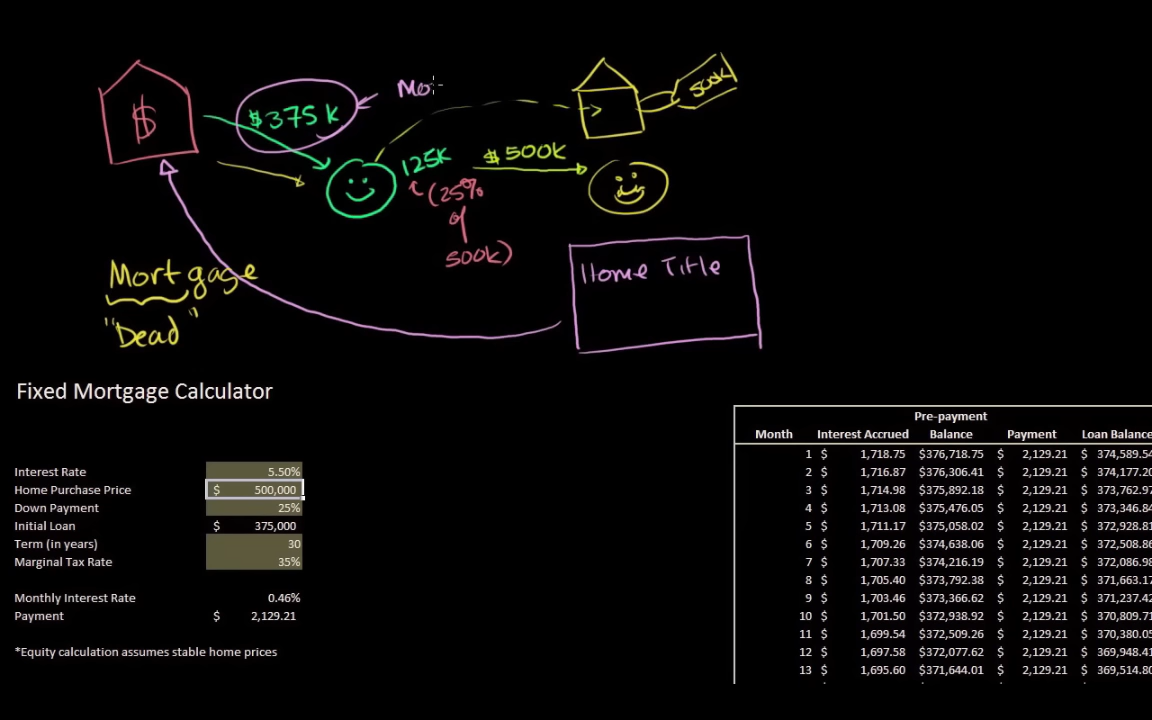 $
$375 k
Mo
500k
125K
(25%
of
500k)
$500K
Home Title
Mortgage
"Dead"
Fixed Mortgage Calculator
Interest Rate 5.50%
Home Purchase Price $ 500,000
Down Payment 25%
Initial Loan $ 375,000
Term (in years) 30
Marginal Tax Rate 35%
Monthly Interest Rate 0.46%
Payment $ 2,129.21
*Equity calculation assumes stable home prices
Pre-payment
Month Interest Accrued Balance Payment Loan Balance
1 $ 1,718.75 $376,718.75 $ 2,129.21 $ 374,589.54
2 $ 1,716.87 $376,306.41 $ 2,129.21 $ 374,177.20
3 $ 1,714.98 $375,892.18 $ 2,129.21 $ 373,762.97
4 $ 1,713.08 $375,476.05 $ 2,129.21 $ 373,346.84
5 $ 1,711.17 $375,058.02 $ 2,129.21 $ 372,928.81
6 $ 1,709.26 $374,638.06 $ 2,129.21 $ 372,508.86
7 $ 1,707.33 $374,216.19 $ 2,129.21 $ 372,086.98
8 $ 1,705.40 $373,792.38 $ 2,129.21 $ 371,663.17
9 $ 1,703.46 $373,366.62 $ 2,129.21 $ 371,237.42
10 $ 1,701.50 $372,938.92 $ 2,129.21 $ 370,809.71
11 $ 1,699.54 $372,509.26 $ 2,129.21 $ 370,380.05
12 $ 1,697.58 $372,077.62 $ 2,129.21 $ 369,948.41
13 $ 1,695.60 $371,644.01 $ 2,129.21 $ 369,514.80